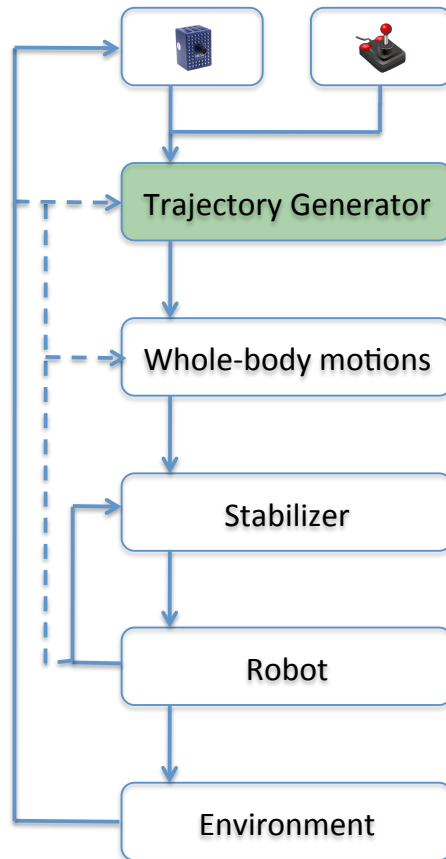 Trajectory Generator
Whole-body motions
Stabilizer
Robot
Environment